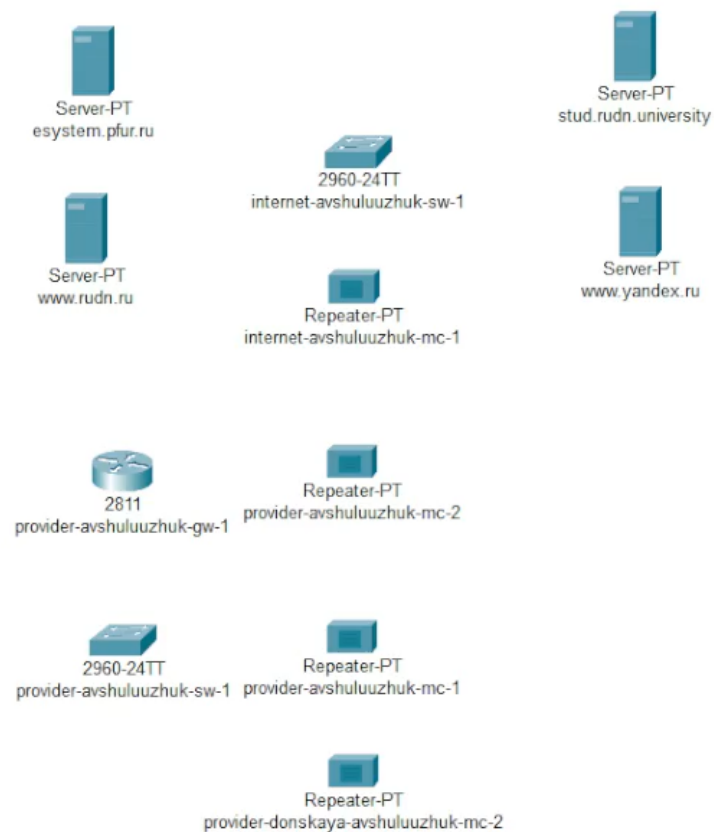 Server-PT
esystem.pfur.ru
Server-PT
stud.rudn.university
2960-24TT
internet-avshuluuzhuk-sw-1
Server-PT
www.rudn.ru
Server-PT
www.yandex.ru
Repeater-PT
internet-avshuluuzhuk-mc-1
2811
provider-avshuluuzhuk-gw-1
Repeater-PT
provider-avshuluuzhuk-mc-2
2960-24TT
provider-avshuluuzhuk-sw-1
Repeater-PT
provider-avshuluuzhuk-mc-1
Repeater-PT
provider-donskaya-avshuluuzhuk-mc-2